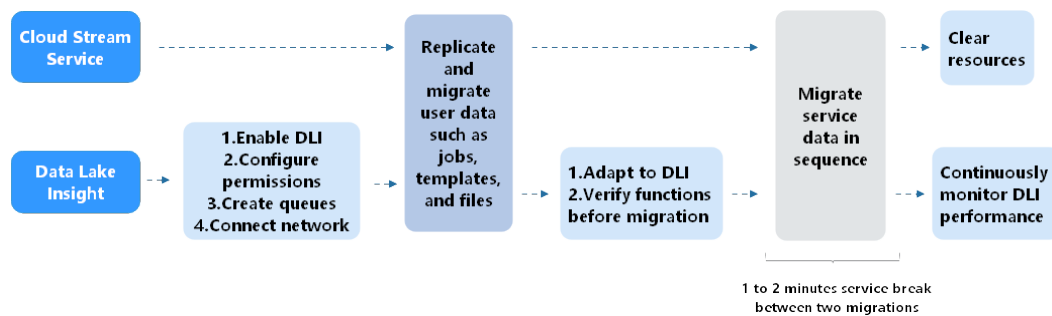 Cloud Stream
Service
Replicate
and
migrate
user data
such as
jobs,
templates,
and files
Clear
resources
Migrate
service
data in
sequence
Data Lake
Insight
1.Enable DLI
2.Configure
permissions
3.Create queues
4.Connect network
1.Adapt to DLI
2.Verify functions
before migration
Continuously
monitor DLI
performance
1 to 2 minutes service break
between two migrations